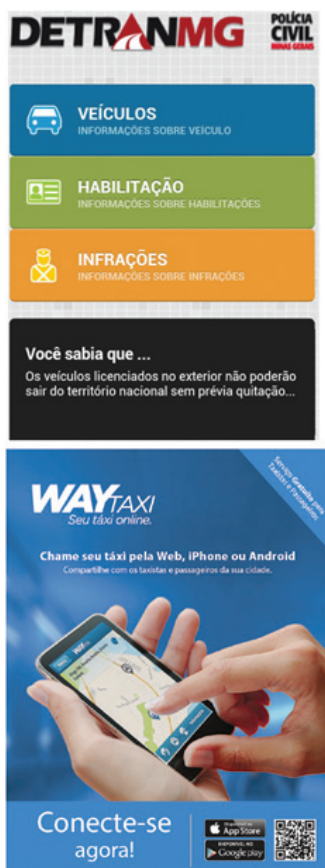 DETRANMG
POLÍCIA
CIVIL
MINAS GERAIS
VEÍCULOS
INFORMAÇÕES SOBRE VEÍCULO
HABILITAÇÃO
INFORMAÇÕES SOBRE HABILITAÇÕES
INFRAÇÕES
INFORMAÇÕES SOBRE INFRAÇÕES
Você sabia que ...
Os veículos licenciados no exterior não poderão
sair do território nacional sem prévia quitação...
Serviço Gratuito para
Taxistas e Passageiros
WAYTAXI
Seu táxi online.
Chame seu táxi pela Web, iPhone ou Android
Compartilhe com os taxistas e passageiros da sua cidade.
Conecte-se
agora!
App Store
DISPONÍVEL NO
Google play